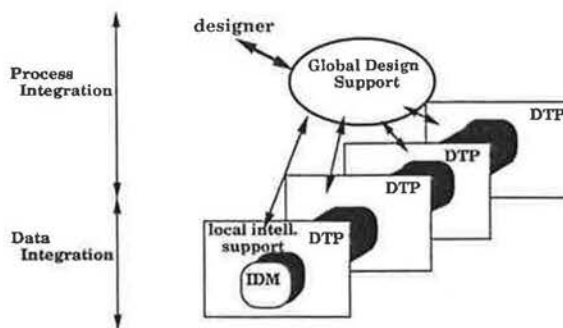 designer
Global Design
Support
Process
Integration
DTP
DTP
DTP
local intell.
support
DTP
Data
Integration
IDM